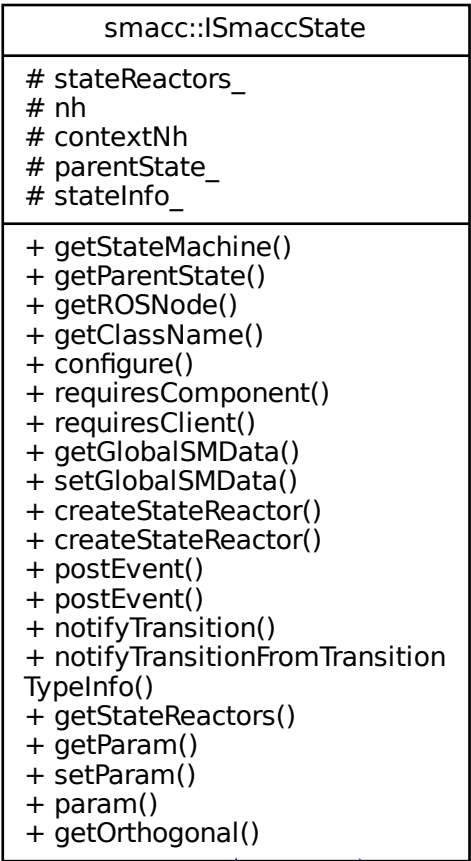 smacc::ISmaccState
# stateReactors_
# nh
# contextNh
# parentState_
# stateInfo_
+ getStateMachine()
+ getParentState()
+ getROSNode()
+ getClassName()
+ configure()
+ requiresComponent()
+ requiresClient()
+ getGlobalSMData()
+ setGlobalSMData()
+ createStateReactor()
+ createStateReactor()
+ postEvent()
+ postEvent()
+ notifyTransition()
+ notifyTransitionFromTransition
TypeInfo()
+ getStateReactors()
+ getParam()
+ setParam()
+ param()
+ getOrthogonal()